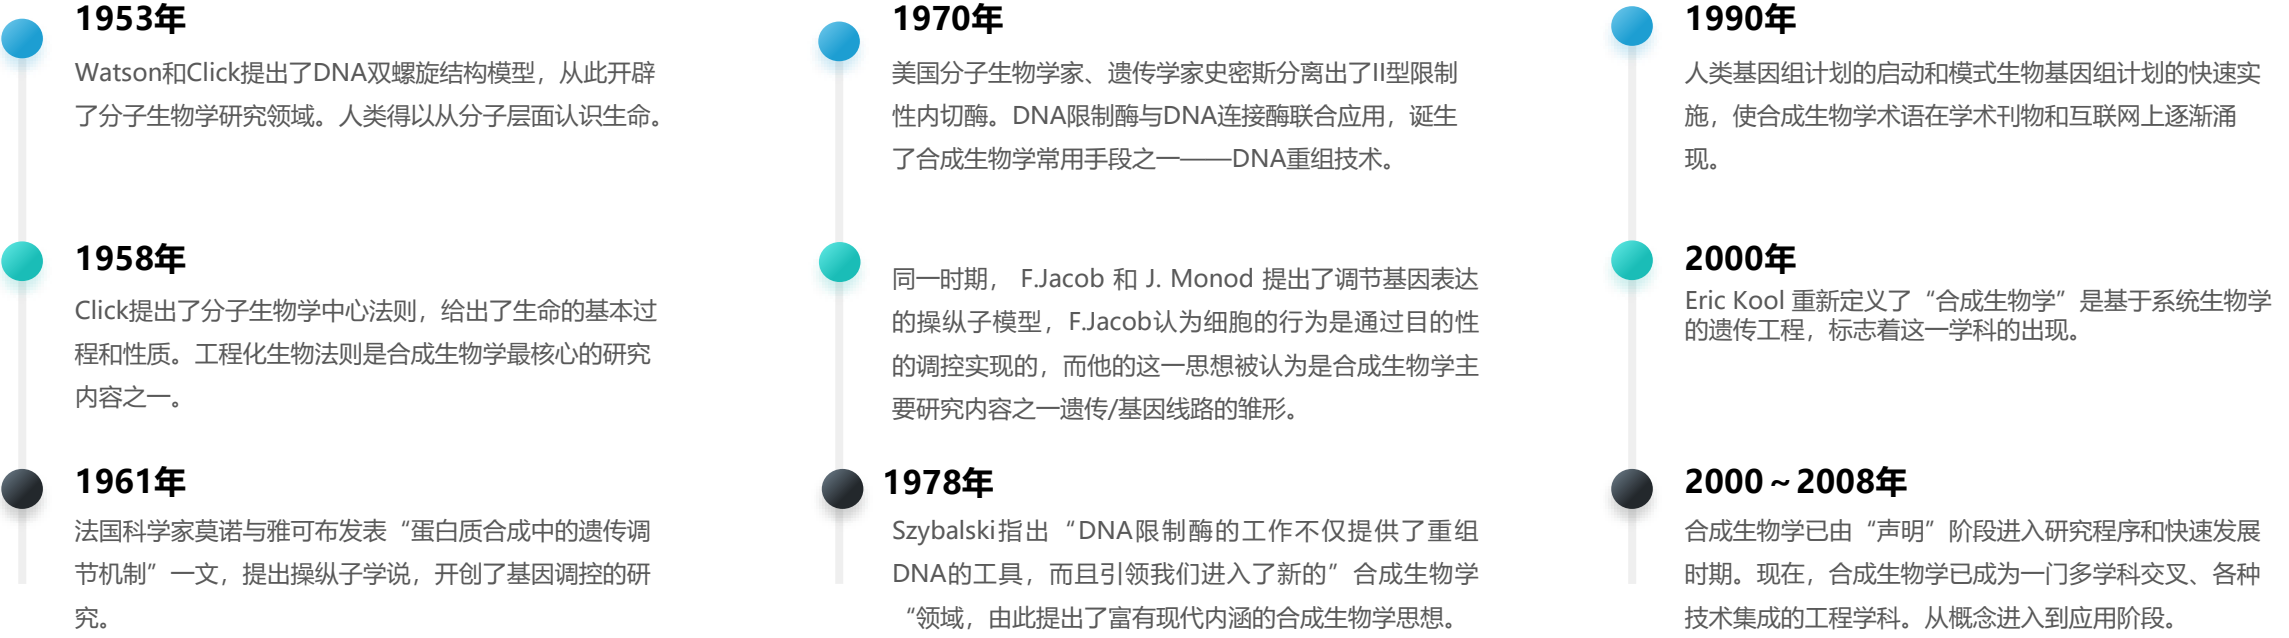 1953年
Watson和Click提出了DNA双螺旋结构模型，从此开辟
了分子生物学研究领域。人类得以从分子层面认识生命。
1958年
Click提出了分子生物学中心法则，给出了生命的基本过
程和性质。工程化生物法则是合成生物学最核心的研究
内容之一。
1961年
法国科学家莫诺与雅可布发表“蛋白质合成中的遗传调
节机制”一文，提出操纵子学说，开创了基因调控的研
究。
1970年
美国分子生物学家、遗传学家史密斯分离出了II型限制
性内切酶。DNA限制酶与DNA连接酶联合应用，诞生
了合成生物学常用手段之一——DNA重组技术。
同一时期， F.Jacob 和 J. Monod 提出了调节基因表达
的操纵子模型，F.Jacob认为细胞的行为是通过目的性
的调控实现的，而他的这一思想被认为是合成生物学主
要研究内容之一遗传/基因线路的雏形。
1978年
Szybalski指出“DNA限制酶的工作不仅提供了重组
DNA的工具，而且引领我们进入了新的”合成生物学
“领域，由此提出了富有现代内涵的合成生物学思想。
1990年
人类基因组计划的启动和模式生物基因组计划的快速实
施，使合成生物学术语在学术刊物和互联网上逐渐涌
现。
2000年
Eric Kool 重新定义了“合成生物学”是基于系统生物学
的遗传工程，标志着这一学科的出现。
2000～2008年
合成生物学已由“声明”阶段进入研究程序和快速发展
时期。现在，合成生物学已成为一门多学科交叉、各种
技术集成的工程学科。从概念进入到应用阶段。